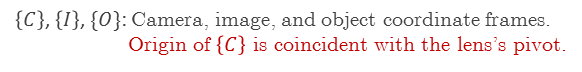 {C}, {I}, {O}: Camera, image, and object coordinate frames.
Origin of {C} is coincident with the lens's pivot.